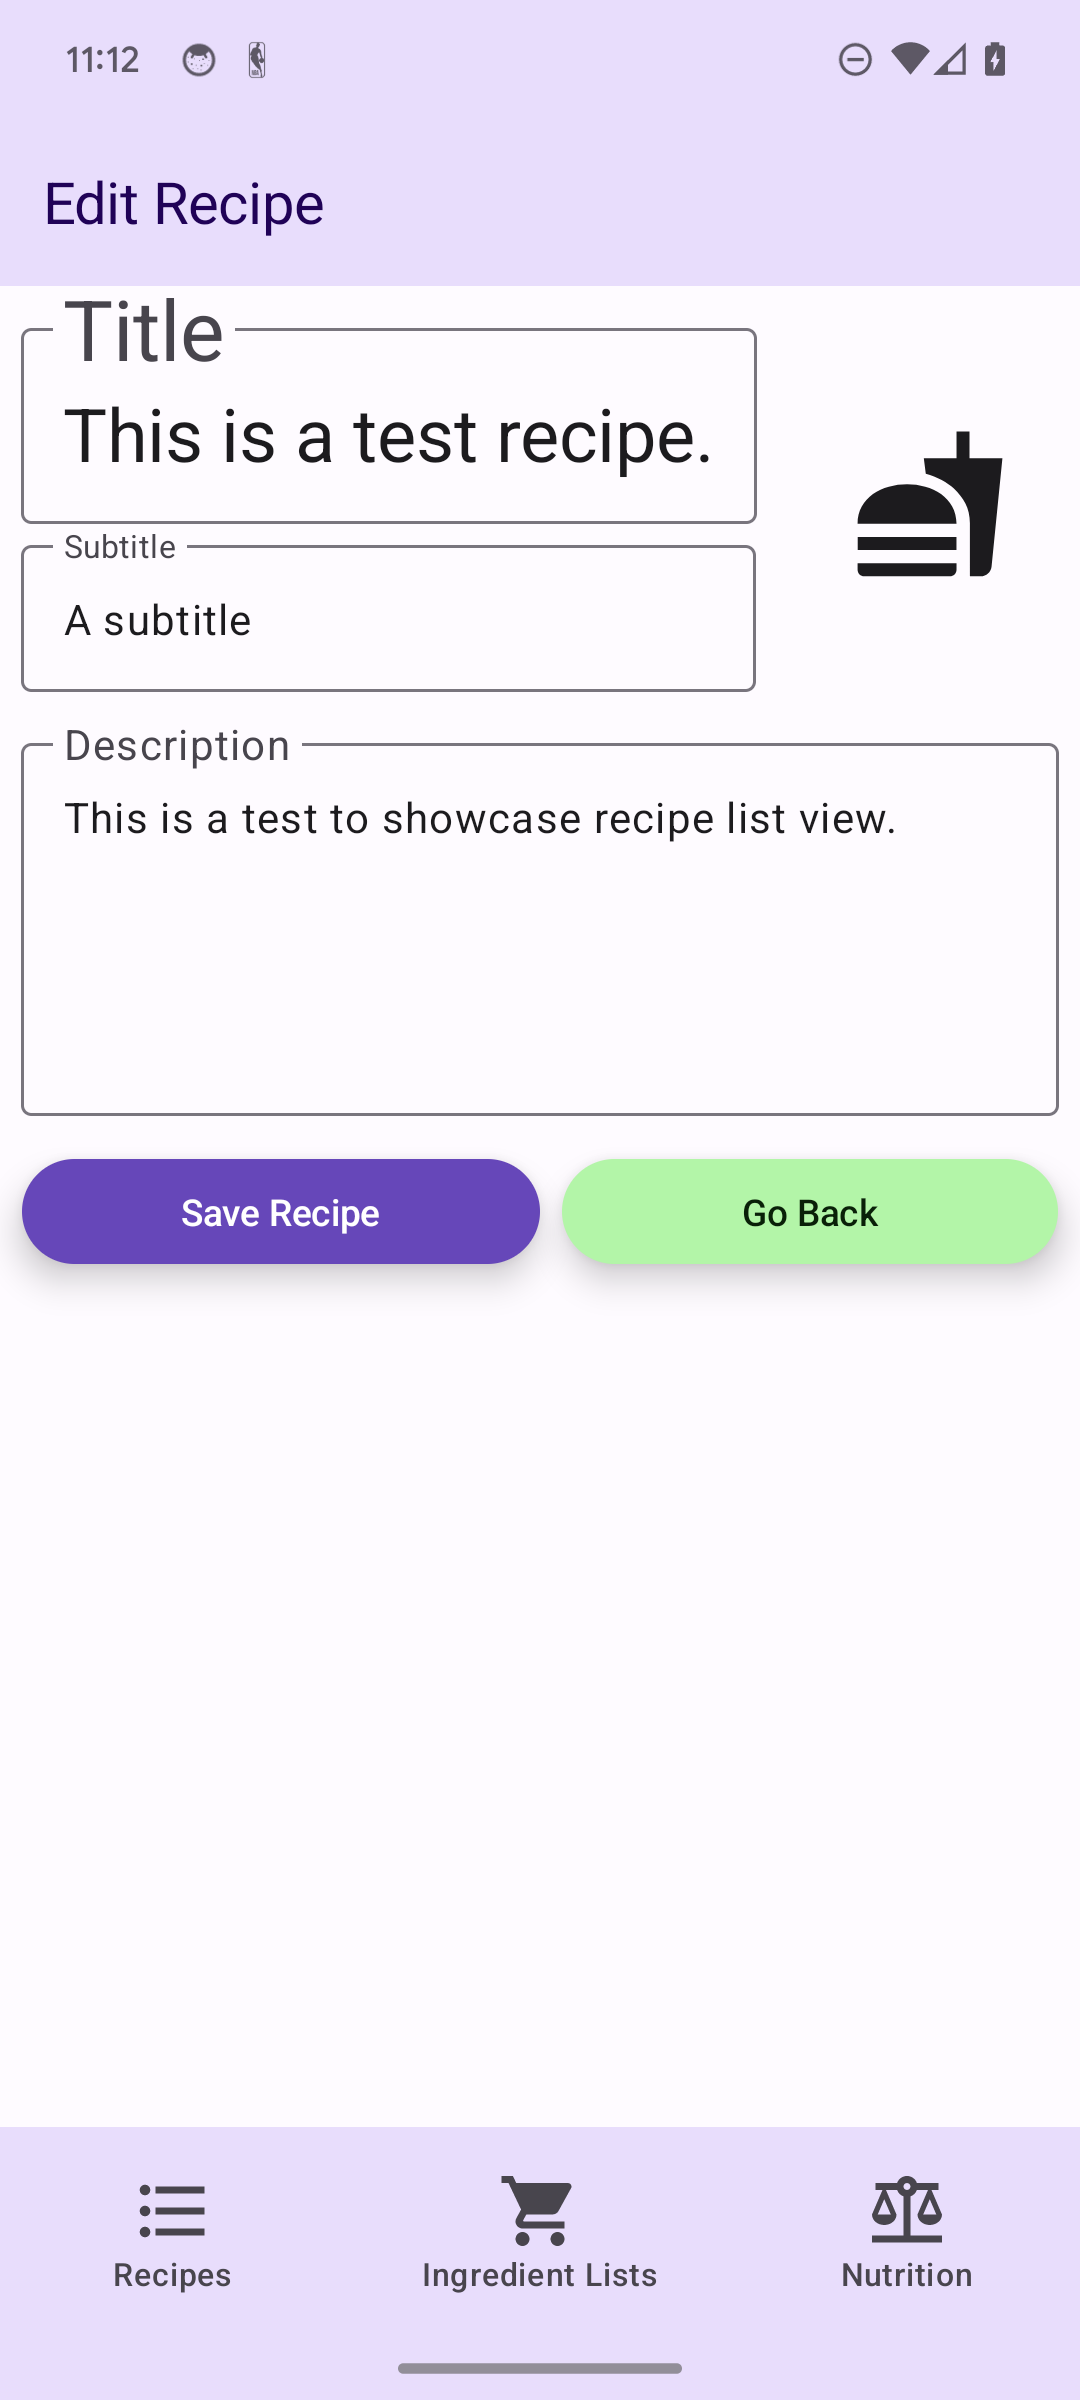 11:12
Edit Recipe
Title
This is a test recipe.
Subtitle
A subtitle
Description
This is a test to showcase recipe list view.
Save Recipe
Go Back
Recipes
Ingredient Lists
Nutrition